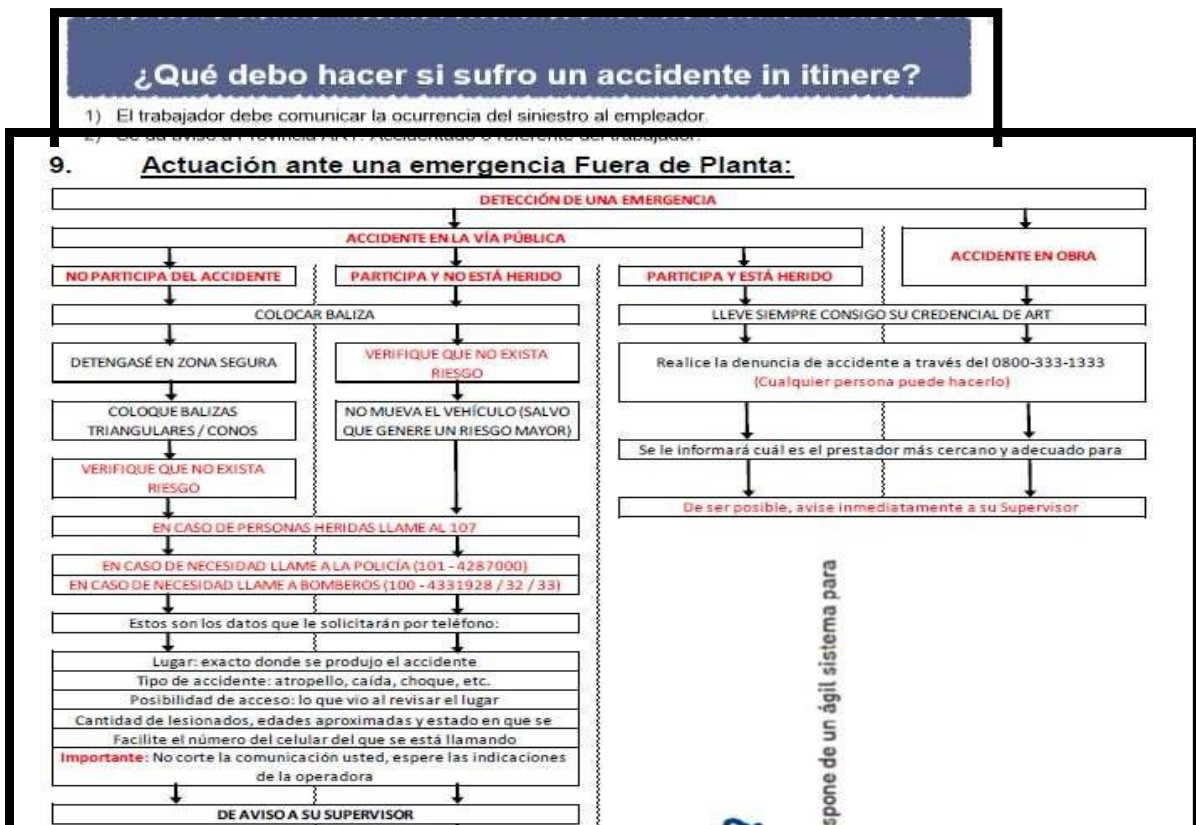 ¿Qué debo hacer si sufro un accidente in itinere?
1) El trabajador debe comunicar la ocurrencia del siniestro al empleador.
2) Se da aviso a Provincia ART: Accidentado o referente del trabajador.
9. Actuación ante una emergencia Fuera de Planta:
DETECCIÓN DE UNA EMERGENCIA
ACCIDENTE EN LA VÍA PÚBLICA
ACCIDENTE EN OBRA
NO PARTICIPA DEL ACCIDENTE
PARTICIPA Y NO ESTÁ HERIDO
PARTICIPA Y ESTÁ HERIDO
COLOCAR BALIZA
LLEVE SIEMPRE CONSIGO SU CREDENCIAL DE ART
DETENGASÉ EN ZONA SEGURA
VERIFIQUE QUE NO EXISTA
RIESGO
Realice la denuncia de accidente a través del 0800-333-1333
(Cualquier persona puede hacerlo)
COLOQUE BALIZAS
TRIANGULARES / CONOS
NO MUEVA EL VEHÍCULO (SALVO
QUE GENERE UN RIESGO MAYOR)
Se le informará cuál es el prestador más cercano y adecuado para
VERIFIQUE QUE NO EXISTA
RIESGO
De ser posible, avise inmediatamente a su Supervisor
EN CASO DE PERSONAS HERIDAS LLAME AL 107
EN CASO DE NECESIDAD LLAME A LA POLICÍA (101 - 4287000)
EN CASO DE NECESIDAD LLAME A BOMBEROS (100 - 4331928 / 32 / 33)
Estos son los datos que le solicitarán por teléfono:
Lugar: exacto donde se produjo el accidente
Tipo de accidente: atropello, caída, choque, etc.
Posibilidad de acceso: lo que vio al revisar el lugar
Cantidad de lesionados, edades aproximadas y estado en que se
Facilite el número del celular del que se está llamando
Importante: No corte la comunicación usted, espere las indicaciones
de la operadora
DE AVISO A SU SUPERVISOR
spone de un ágil sistema para